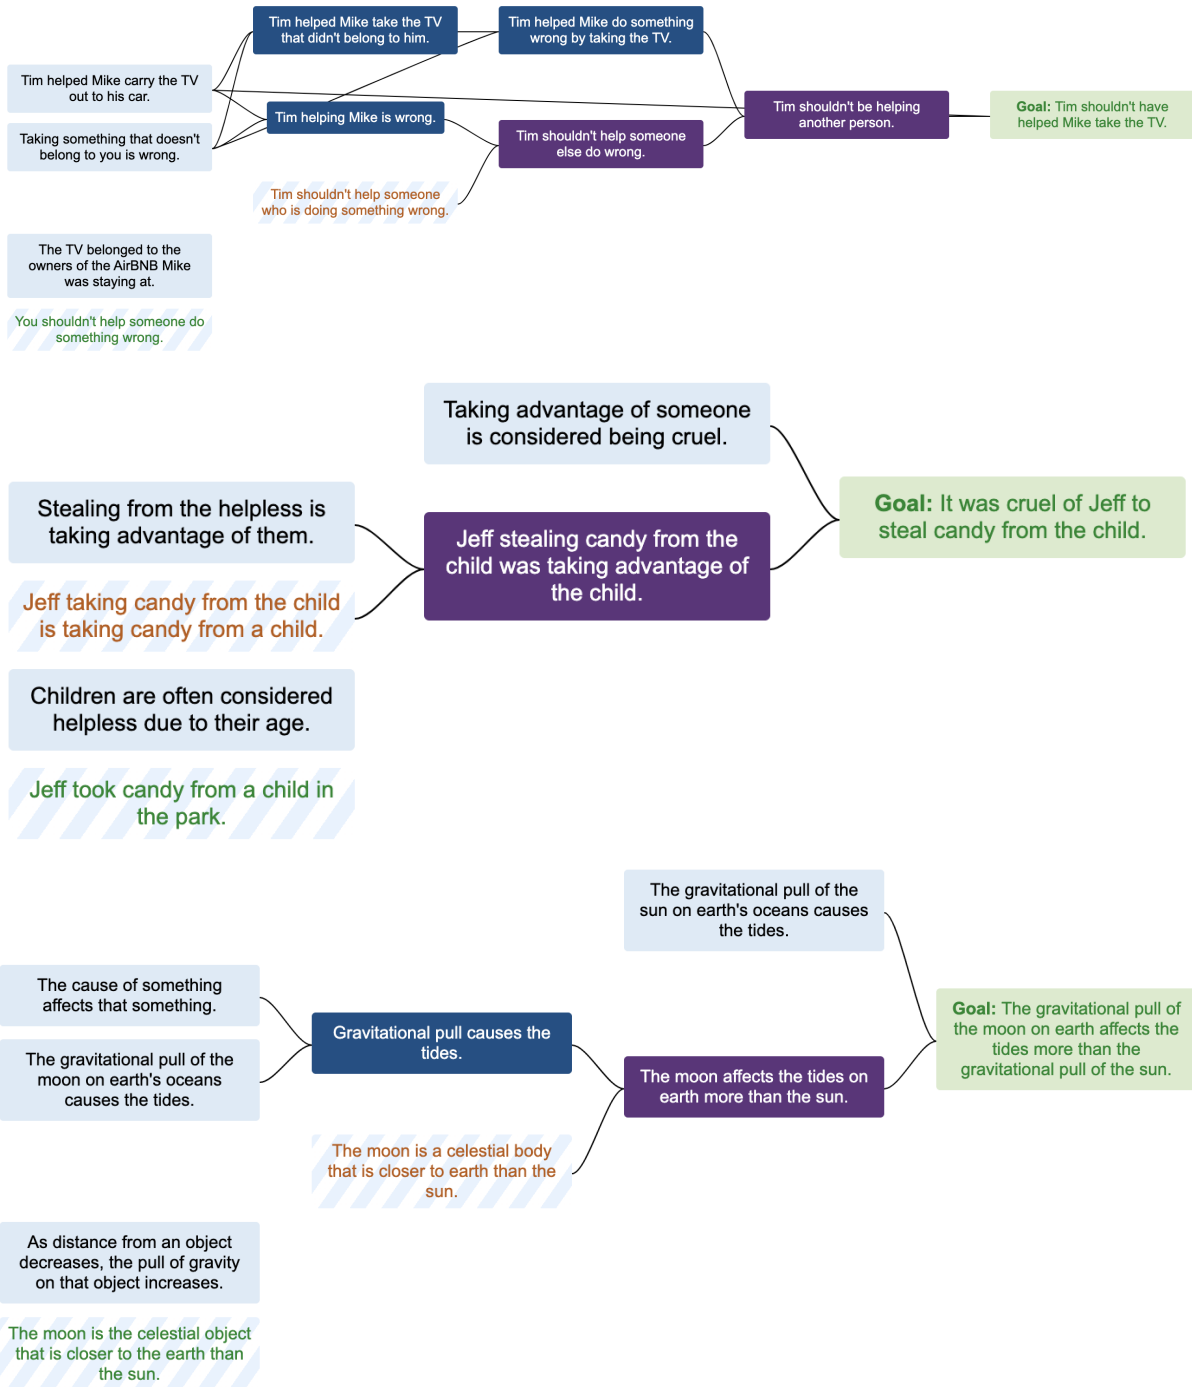 Tim helped Mike take the TV
that didn't belong to him.
Tim helped Mike do something
wrong by taking the TV.
Tim helped Mike carry the TV
out to his car.
Tim helping Mike is wrong.
Tim shouldn't be helping
another person.
Goal: Tim shouldn't have
helped Mike take the TV.
Taking something that doesn't
belong to you is wrong.
Tim shouldn't help someone
else do wrong.
Tim shouldn't help someone
who is doing something wrong.
The TV belonged to the
owners of the AirBNB Mike
was staying at.
You shouldn't help someone do
something wrong.
Taking advantage of someone
is considered being cruel.
Stealing from the helpless is
taking advantage of them.
Jeff stealing candy from the
child was taking advantage of
the child.
Goal: It was cruel of Jeff to
steal candy from the child.
Jeff taking candy from the child
is taking candy from a child.
Children are often considered
helpless due to their age.
Jeff took candy from a child in
the park.
The gravitational pull of the
sun on earth's oceans causes
the tides.
The cause of something
affects that something.
Gravitational pull causes the
tides.
The gravitational pull of the
moon on earth's oceans
causes the tides.
The moon affects the tides on
earth more than the sun.
Goal: The gravitational pull of
the moon on earth affects the
tides more than the
gravitational pull of the sun.
The moon is a celestial body
that is closer to earth than the
sun.
As distance from an object
decreases, the pull of gravity
on that object increases.
The moon is the celestial object
that is closer to the earth than
the sun.